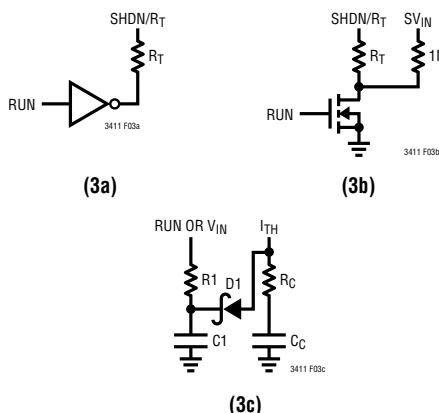 SHDN/RT
RT
RUN
3411 F03a
(3a)
SHDN/RT
SVIN
RT
RUN
3411 F03b
(3b)
RUN OR VIN
ITH
R1
D1
RC
C1
CC
3411 F03c
(3c)